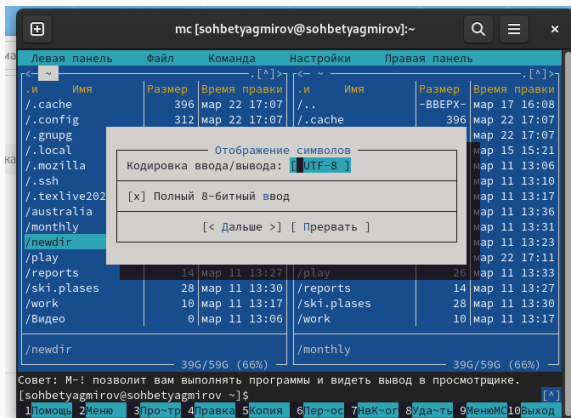 mc [sohbetyagmirov@sohbetyagmirov]:~
Левая панель Файл Команда Настройки Правая панель
<— ~ .[^]> <— ~ .[^]>
.и Имя Размер Время правки .и Имя Размер Время правки
/.cache 396 мар 22 17:07 /.. -ВВЕРХ- мар 17 16:08
/.config 312 мар 22 17:07 /.cache 396 мар 22 17:07
/.gnupg мар 22 17:07
/.local мар 15 15:21
/.mozilla мар 11 13:06
/.ssh мар 11 13:10
/.texlive202 мар 11 13:17
/australia мар 11 13:36
/monthly мар 11 13:31
/newdir мар 11 13:23
/play мар 22 17:11
Отображение символов
Кодировка ввода/вывода: [ UTF-8 ]
[x] Полный 8-битный ввод
[< Дальше >] [ Прервать ]
/reports 14 мар 11 13:27 /play 26 мар 11 13:33
/ski.plases 28 мар 11 13:30 /reports 14 мар 11 13:27
/work 10 мар 11 13:17 /ski.plases 28 мар 11 13:30
/Видео 0 мар 11 13:06 /work 10 мар 11 13:17
/newdir /monthly
39G/59G (66%) 39G/59G (66%)
Совет: M-! позволит вам выполнять программы и видеть вывод в просмотрщике.
[sohbetyagmirov@sohbetyagmirov ~]$ [^]
1Помощь 2Меню 3Про~тр 4Правка 5Копия 6Пер~ос 7НвК~ог 8Уда~ть 9МенюMC 10Выход